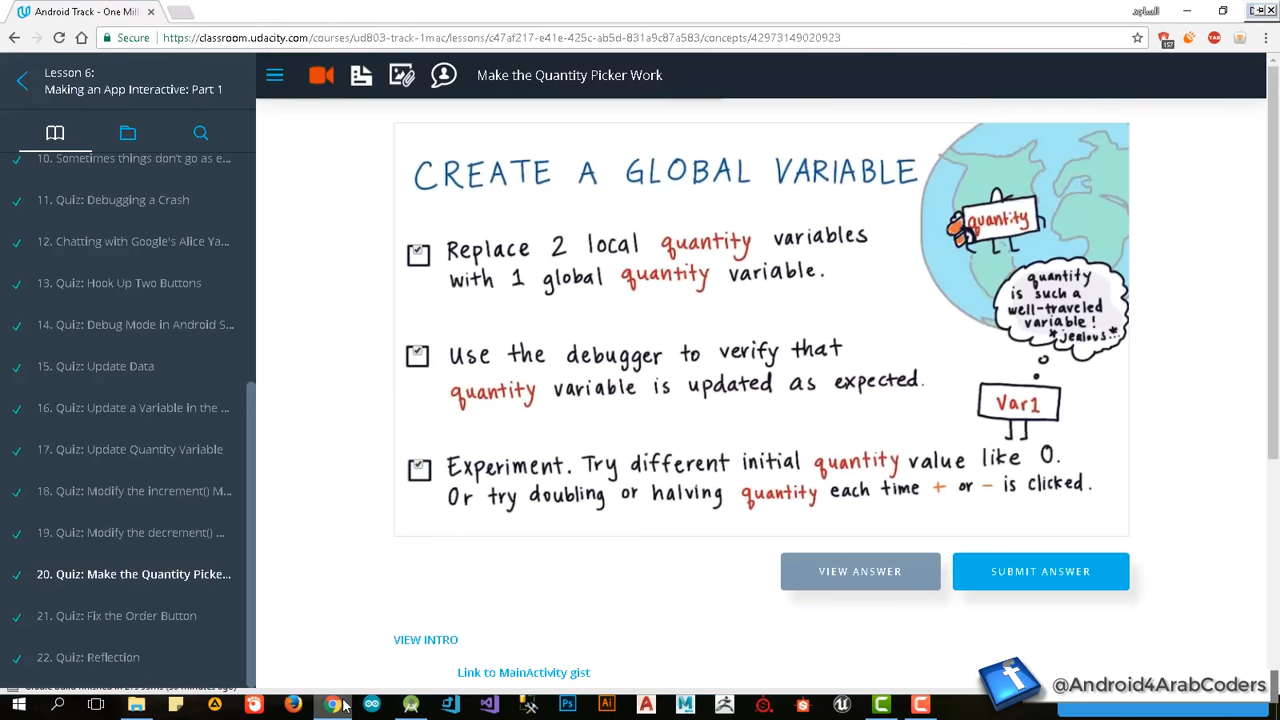 Android Track - One Mill
الساجد
Secure
https://classroom.udacity.com/courses/ud803-track-1mac/lessons/c47af217-e41e-425c-ab5d-831a9c87a583/concepts/42973149020923
157
YAB
Lesson 6:
Making an App Interactive: Part 1
Make the Quantity Picker Work
10. Sometimes things don't go as e...
11. Quiz: Debugging a Crash
12. Chatting with Google's Alice Ya...
13. Quiz: Hook Up Two Buttons
14. Quiz: Debug Mode in Android S...
15. Quiz: Update Data
16. Quiz: Update a Variable in the ...
17. Quiz: Update Quantity Variable
18. Quiz: Modify the increment() M...
19. Quiz: Modify the decrement() ...
20. Quiz: Make the Quantity Picke...
21. Quiz: Fix the Order Button
22. Quiz: Reflection
CREATE A GLOBAL VARIABLE
Replace 2 local quantity variables
with 1 global quantity variable.
Use the debugger to verify that
quantity variable is updated as expected.
Experiment. Try different initial quantity value like 0.
Or try doubling or halving quantity each time + or - is clicked.
quantity
quantity
is such a
well-traveled
variable!
*jealous..*
Var1
VIEW ANSWER
SUBMIT ANSWER
VIEW INTRO
Link to MainActivity gist
@Android4ArabCoders